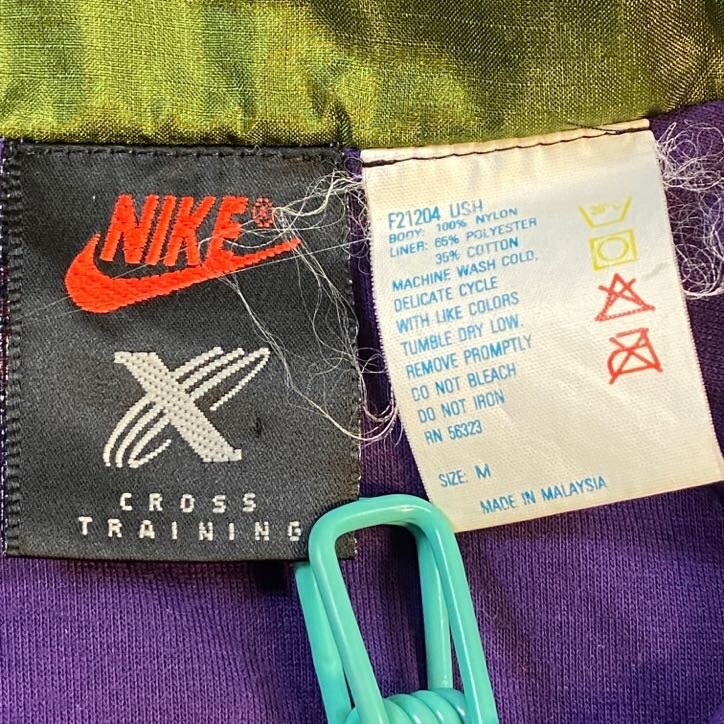 NIKE®
X
CROSS
TRAINING
F21204 USH
BODY: 100% NYLON
LINER: 65% POLYESTER
35% COTTON
MACHINE WASH COLD,
DELICATE CYCLE
WITH LIKE COLORS
TUMBLE DRY LOW.
REMOVE PROMPTLY
DO NOT BLEACH
DO NOT IRON
RN 56323
SIZE: M
MADE IN MALAYSIA